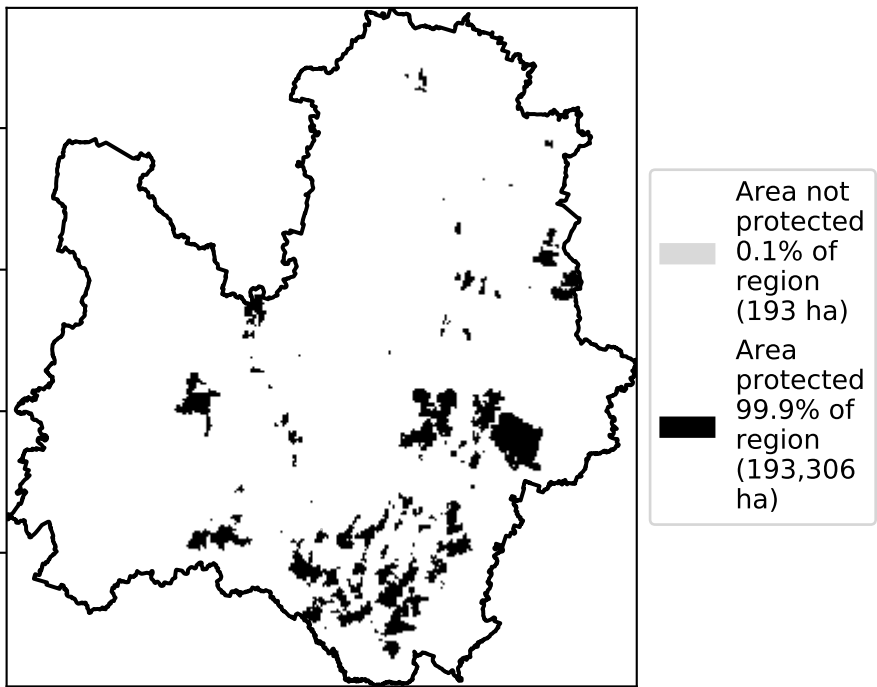 Area not
protected
0.1% of
region
(193 ha)
Area
protected
99.9% of
region
(193,306
ha)